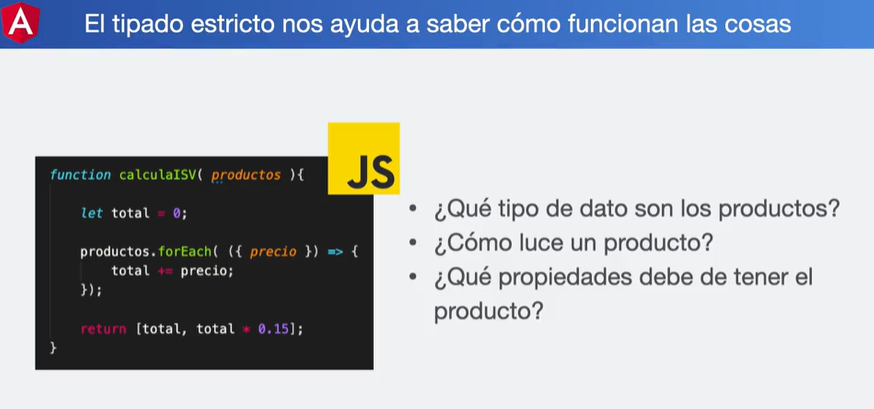 A
El tipado estricto nos ayuda a saber cómo funcionan las cosas
JS
function calculaISV( productos ){
let total = 0;
productos.forEach( ({ precio }) => {
total += precio;
});
return [total, total * 0.15];
}
• ¿Qué tipo de dato son los productos?
• ¿Cómo luce un producto?
• ¿Qué propiedades debe de tener el
producto?